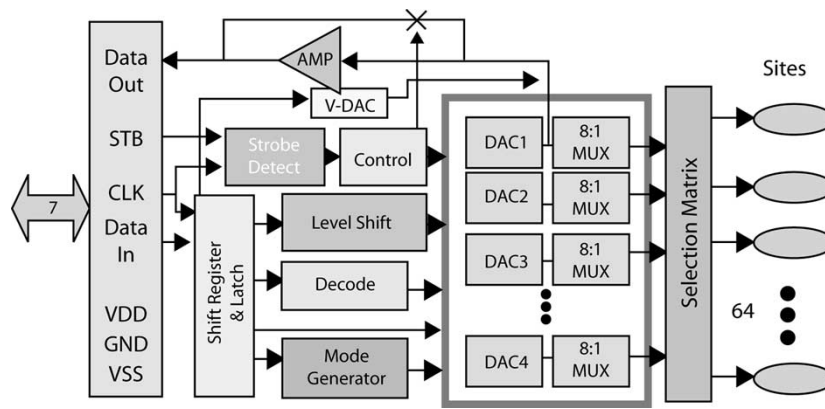 Data
Out
STB
CLK
Data
In
VDD
GND
VSS
7
AMP
V-DAC
Strobe
Detect
Control
Shift Register
& Latch
Level Shift
Decode
Mode
Generator
DAC1
8:1
MUX
DAC2
8:1
MUX
DAC3
8:1
MUX
DAC4
8:1
MUX
Selection Matrix
Sites
64